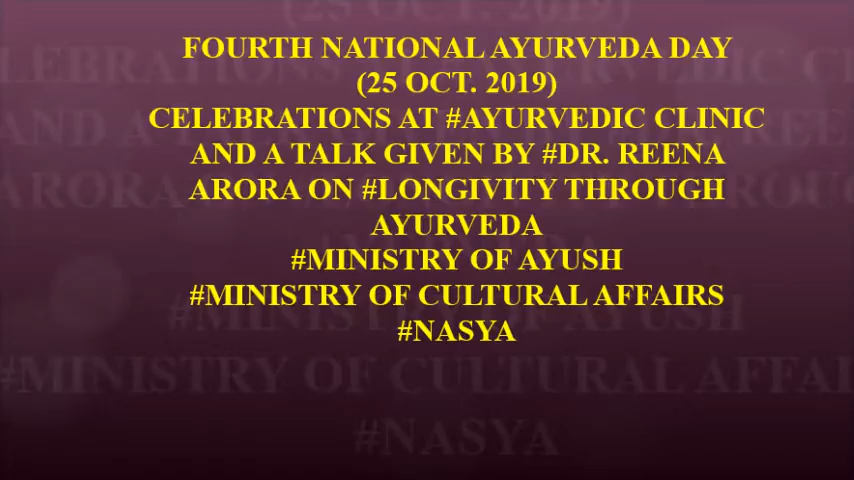 FOURTH NATIONAL AYURVEDA DAY
(25 OCT. 2019)
CELEBRATIONS AT #AYURVEDIC CLINIC
AND A TALK GIVEN BY #DR. REENA
ARORA ON #LONGIVITY THROUGH
AYURVEDA
#MINISTRY OF AYUSH
#MINISTRY OF CULTURAL AFFAIRS
#NASYA